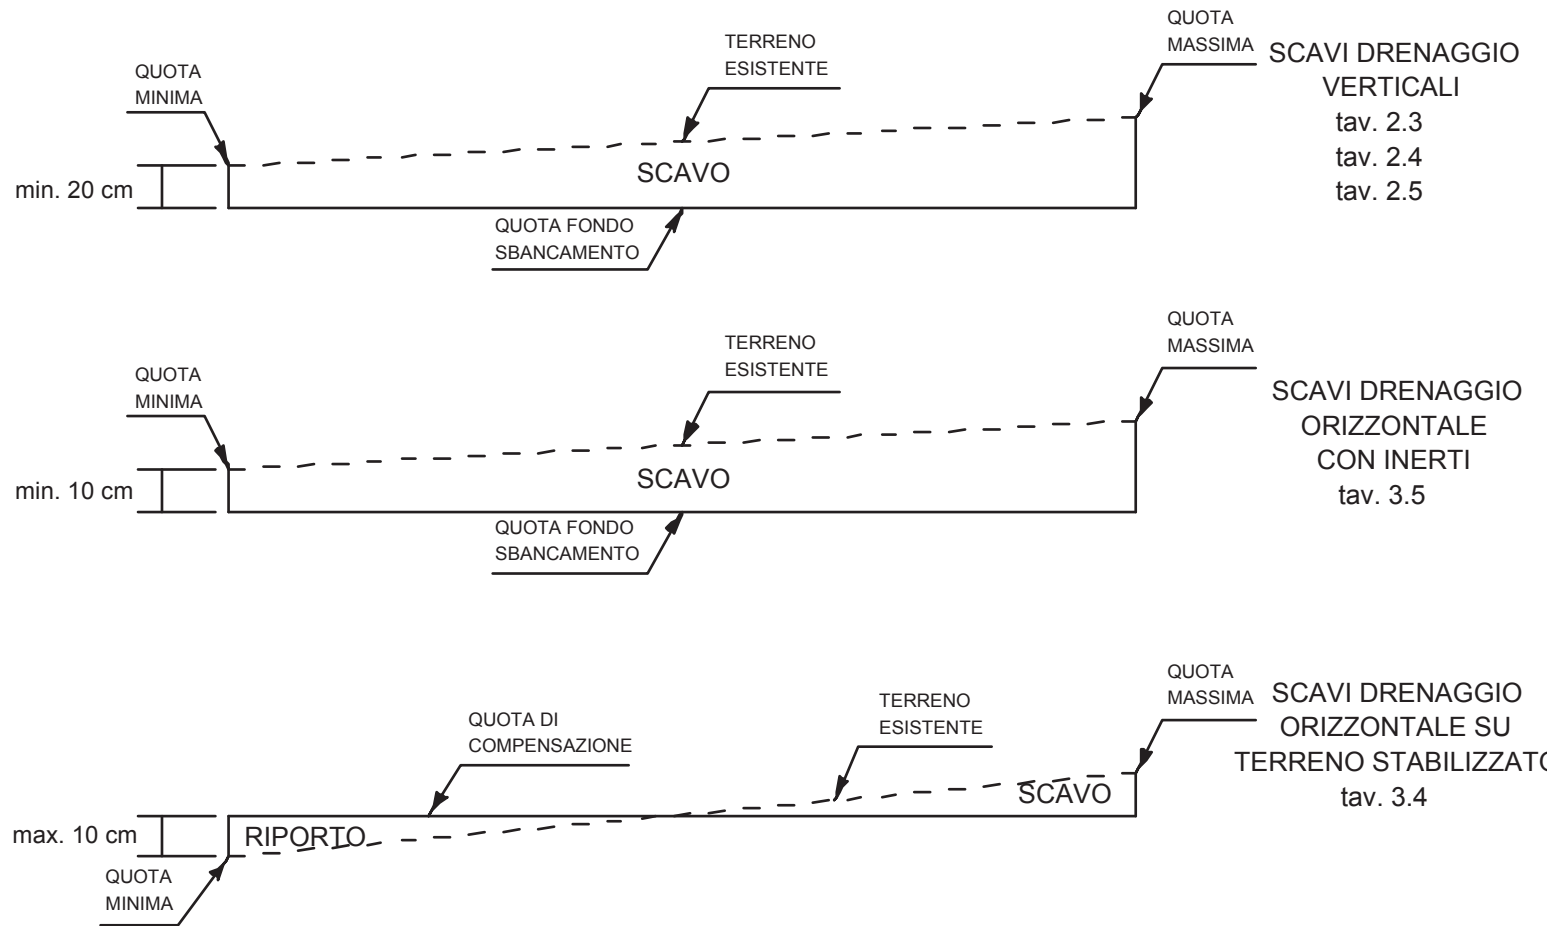 QUOTA
MINIMA
TERRENO
ESISTENTE
QUOTA
MASSIMA
SCAVI DRENAGGIO
VERTICALI
tav. 2.3
tav. 2.4
tav. 2.5
min. 20 cm
SCAVO
QUOTA FONDO
SBANCAMENTO
QUOTA
MINIMA
TERRENO
ESISTENTE
QUOTA
MASSIMA
SCAVI DRENAGGIO
ORIZZONTALE
CON INERTI
tav. 3.5
min. 10 cm
SCAVO
QUOTA FONDO
SBANCAMENTO
QUOTA DI
COMPENSAZIONE
TERRENO
ESISTENTE
QUOTA
MASSIMA
SCAVI DRENAGGIO
ORIZZONTALE SU
TERRENO STABILIZZATO
tav. 3.4
SCAVO
max. 10 cm
RIPORTO
QUOTA
MINIMA